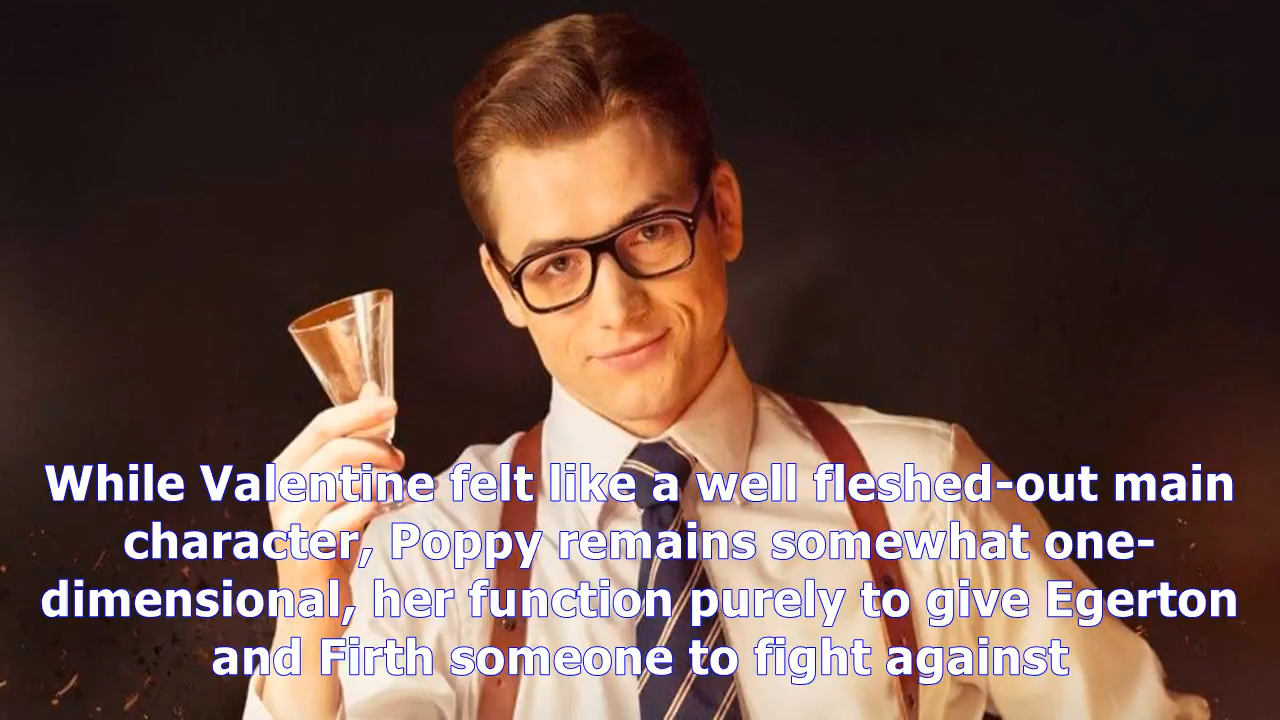 While Valentine felt like a well fleshed-out main
character, Poppy remains somewhat one-
dimensional, her function purely to give Egerton
and Firth someone to fight against